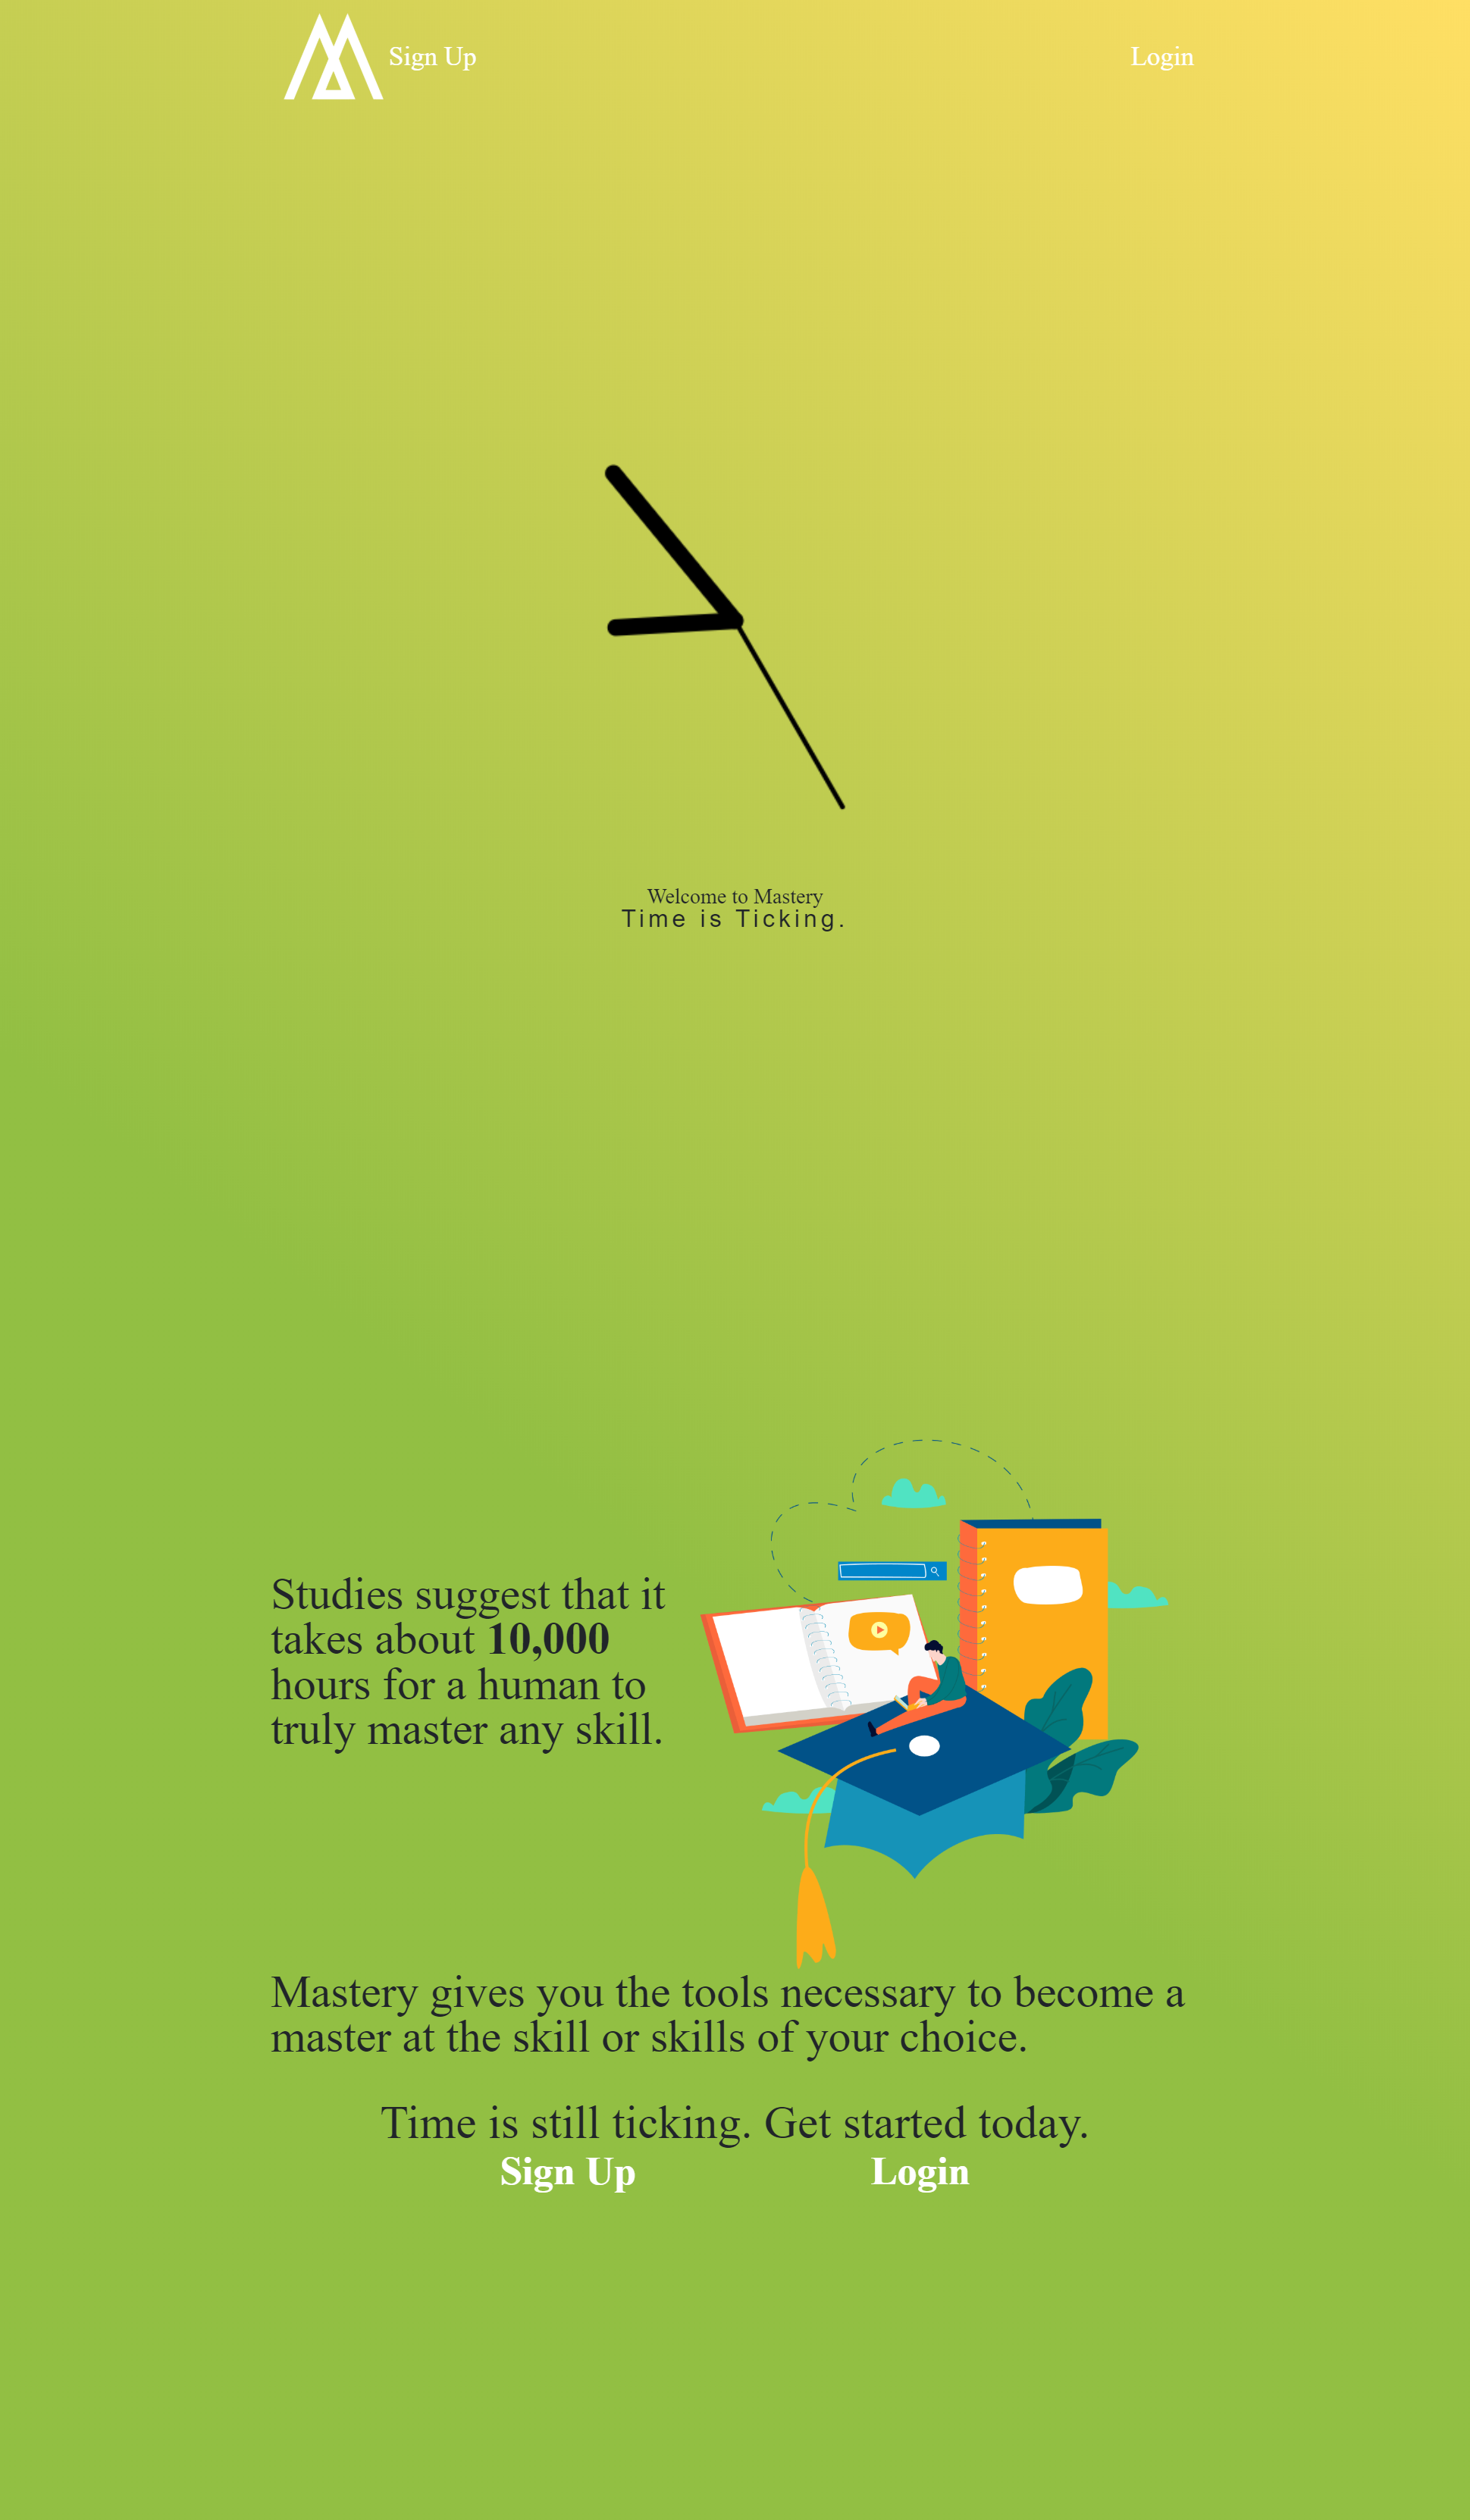 Sign Up
Login
Welcome to Mastery
Time is Ticking.
Studies suggest that it
takes about 10,000
hours for a human to
truly master any skill.
Mastery gives you the tools necessary to become a
master at the skill or skills of your choice.
Time is still ticking. Get started today.
Sign Up
Login